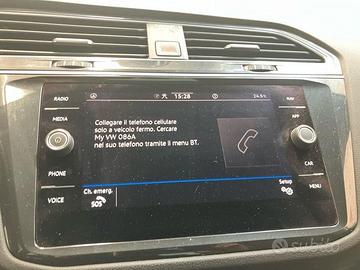 RADIO
MEDIA
PHONE
VOICE
15:28
24.5°C
Collegare il telefono cellulare
solo a veicolo fermo. Cercare
My VW 086A
nel suo telefono tramite il menu BT.
Ch. emerg.
SOS
Setup
NAV
APP
CAR
MENU
subito